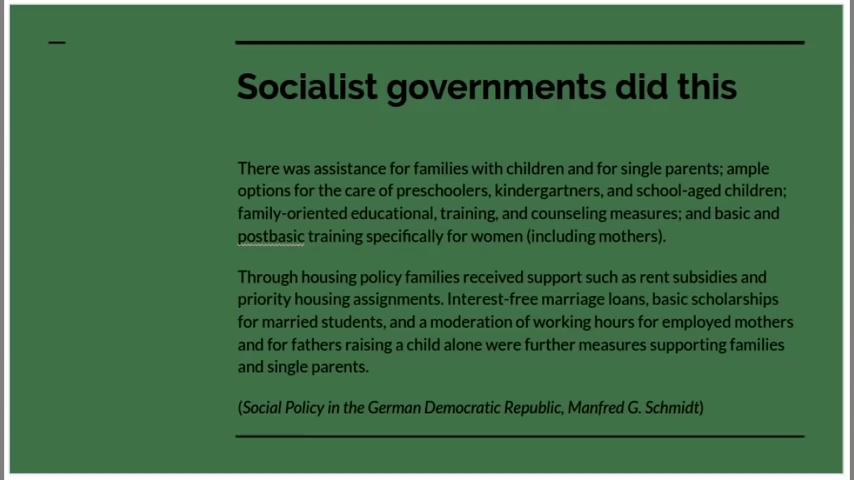 Socialist governments did this
There was assistance for families with children and for single parents; ample
options for the care of preschoolers, kindergartners, and school-aged children;
family-oriented educational, training, and counseling measures; and basic and
postbasic training specifically for women (including mothers).
Through housing policy families received support such as rent subsidies and
priority housing assignments. Interest-free marriage loans, basic scholarships
for married students, and a moderation of working hours for employed mothers
and for fathers raising a child alone were further measures supporting families
and single parents.
(Social Policy in the German Democratic Republic, Manfred G. Schmidt)